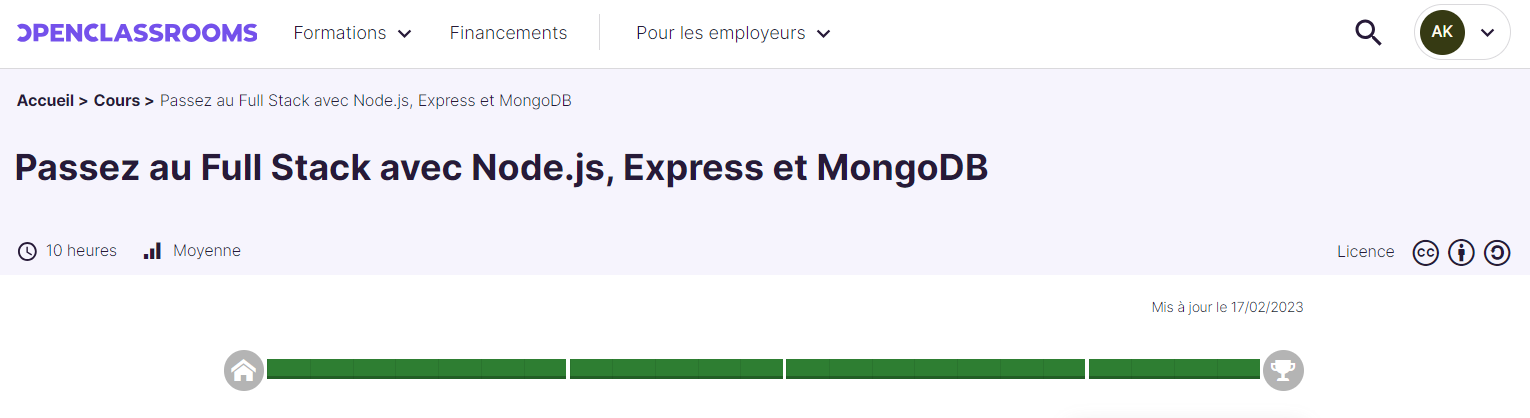 OPENCLASSROOMS Formations Financements Pour les employeurs AK
Accueil > Cours > Passez au Full Stack avec Node.js, Express et MongoDB
Passez au Full Stack avec Node.js, Express et MongoDB
10 heures Moyenne Licence CC
Mis à jour le 17/02/2023